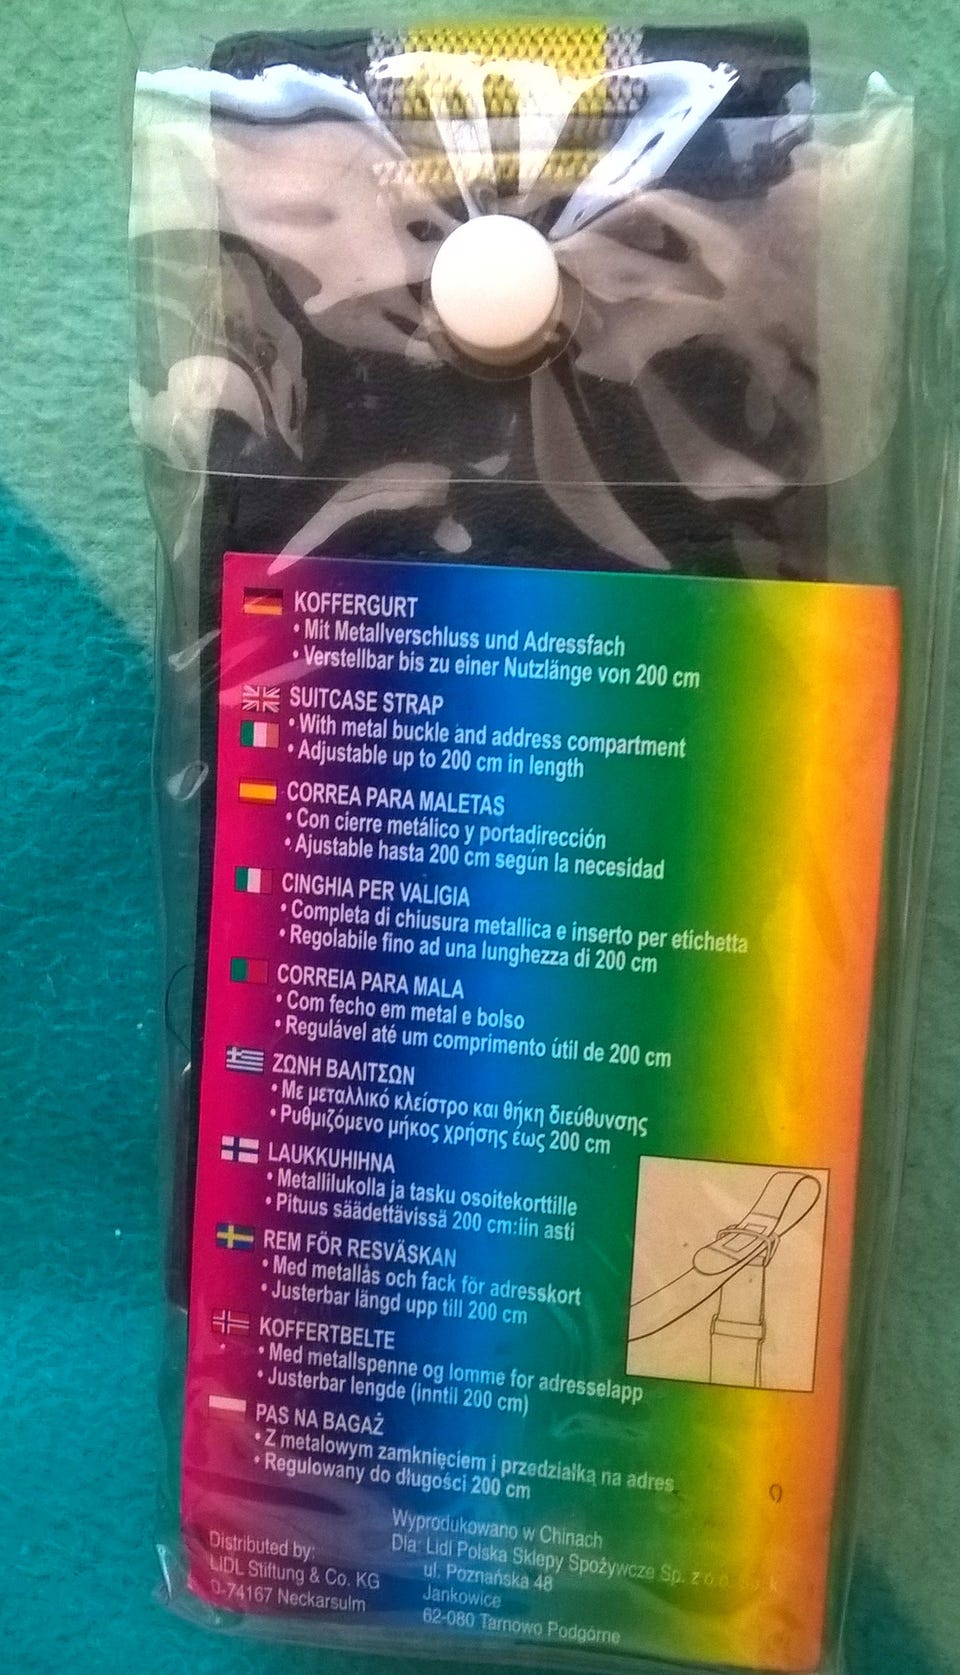 KOFFERGURT
• Mit Metallverschluss und Adressfach
• Verstellbar bis zu einer Nutzlänge von 200 cm
SUITCASE STRAP
• With metal buckle and address compartment
• Adjustable up to 200 cm in length
CORREA PARA MALETAS
• Con cierre metálico y portadirección
• Ajustable hasta 200 cm según la necesidad
CINGHIA PER VALIGIA
• Completa di chiusura metallica e inserto per etichetta
• Regolabile fino ad una lunghezza di 200 cm
CORREIA PARA MALA
• Com fecho em metal e bolso
• Regulável até um comprimento útil de 200 cm
ΖΩΝΗ ΒΑΛΙΤΣΩΝ
• Με μεταλλικό κλείστρο και θήκη διεύθυνσης
• Ρυθμιζόμενο μήκος χρήσης έως 200 cm
LAUKKUHIHNA
• Metallilukolla ja tasku osoitekorttille
• Pituus säädettävissä 200 cm:iin asti
REM FÖR RESVÄSKAN
• Med metallås och fack för adresskort
• Justerbar längd upp till 200 cm
KOFFERTBELTE
• Med metallspenne og lomme for adresselapp
• Justerbar lengde (inntil 200 cm)
PAS NA BAGAŻ
• Z metalowym zamknięciem i przedziałką na adres
• Regulowany do długości 200 cm
Distributed by:
LIDL Stiftung & Co. KG
D-74167 Neckarsulm
Wyprodukowano w Chinach
Dla: Lidl Polska Sklepy Spożywcze Sp. z o.o. k
ul. Poznańska 48
Jankowice
62-080 Tarnowo Podgórne